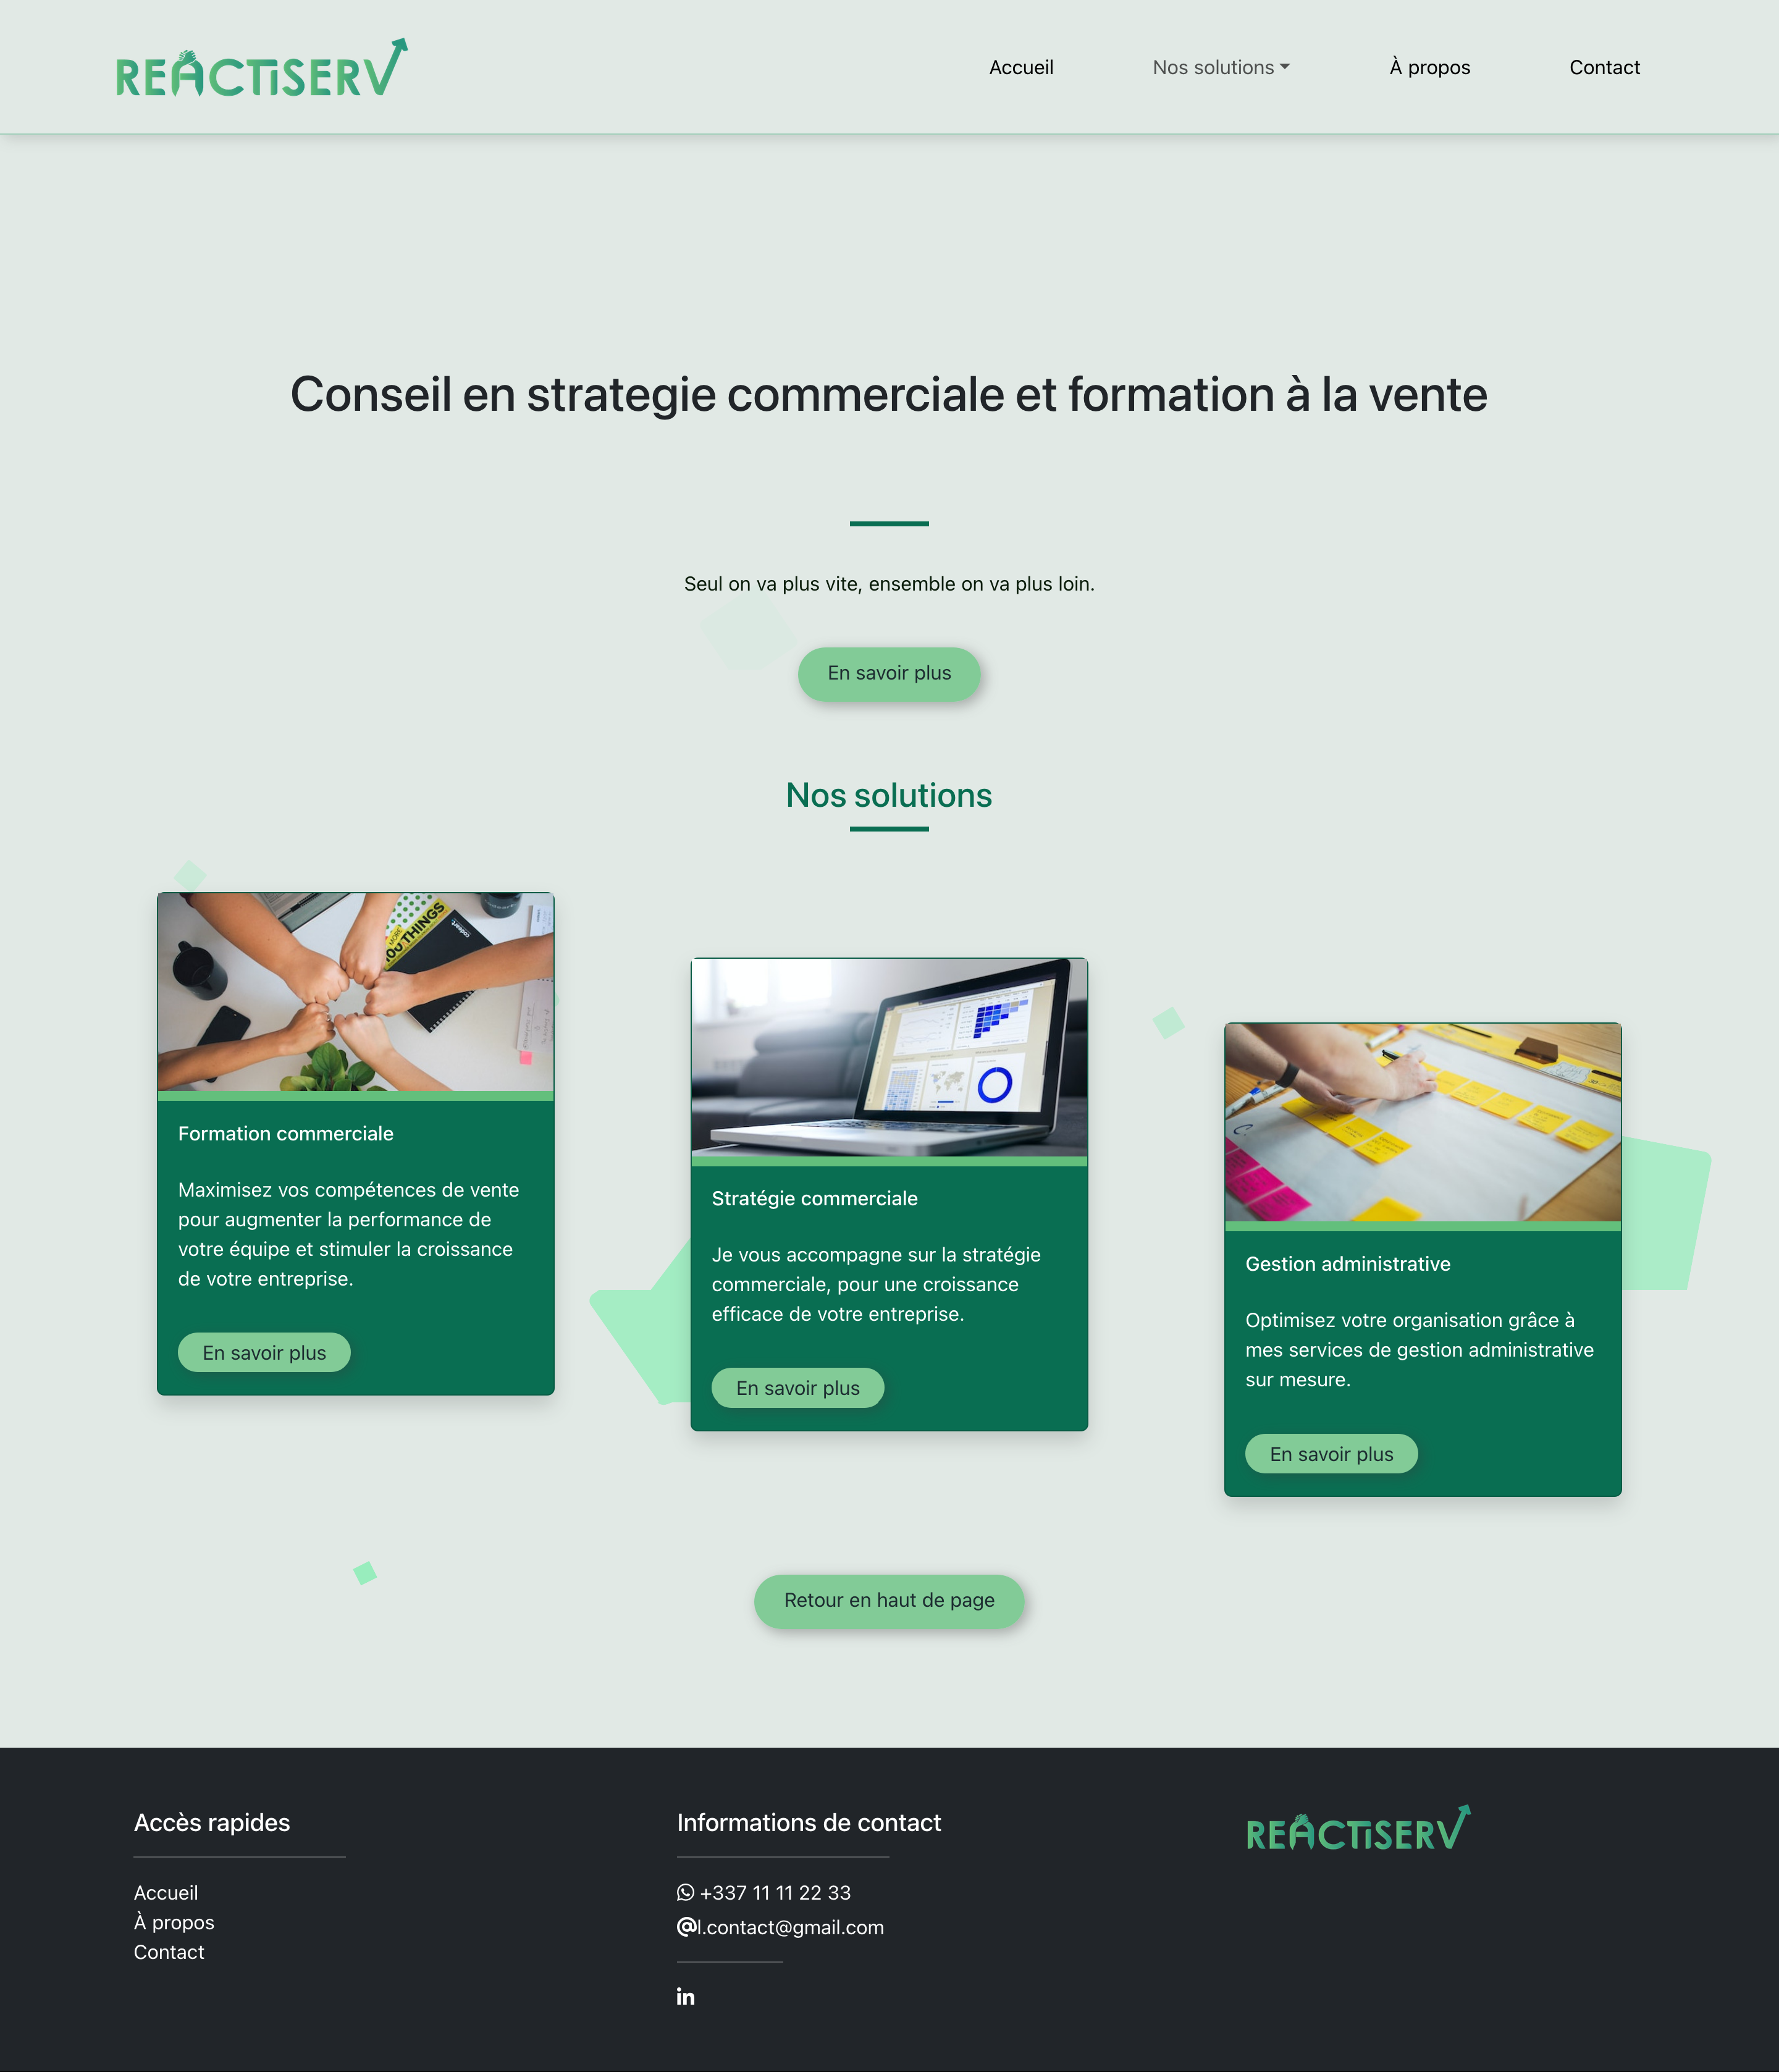 REACTISERV
Accueil
Nos solutions
À propos
Contact
Conseil en strategie commerciale et formation à la vente
Seul on va plus vite, ensemble on va plus loin.
En savoir plus
Nos solutions
MORE
100 THINGS
Formation commerciale
Maximisez vos compétences de vente
pour augmenter la performance de
votre équipe et stimuler la croissance
de votre entreprise.
En savoir plus
Stratégie commerciale
Je vous accompagne sur la stratégie
commerciale, pour une croissance
efficace de votre entreprise.
En savoir plus
Gestion administrative
Optimisez votre organisation grâce à
mes services de gestion administrative
sur mesure.
En savoir plus
Retour en haut de page
Accès rapides
Accueil
À propos
Contact
Informations de contact
+337 11 11 22 33
@l.contact@gmail.com
in
REACTISERV